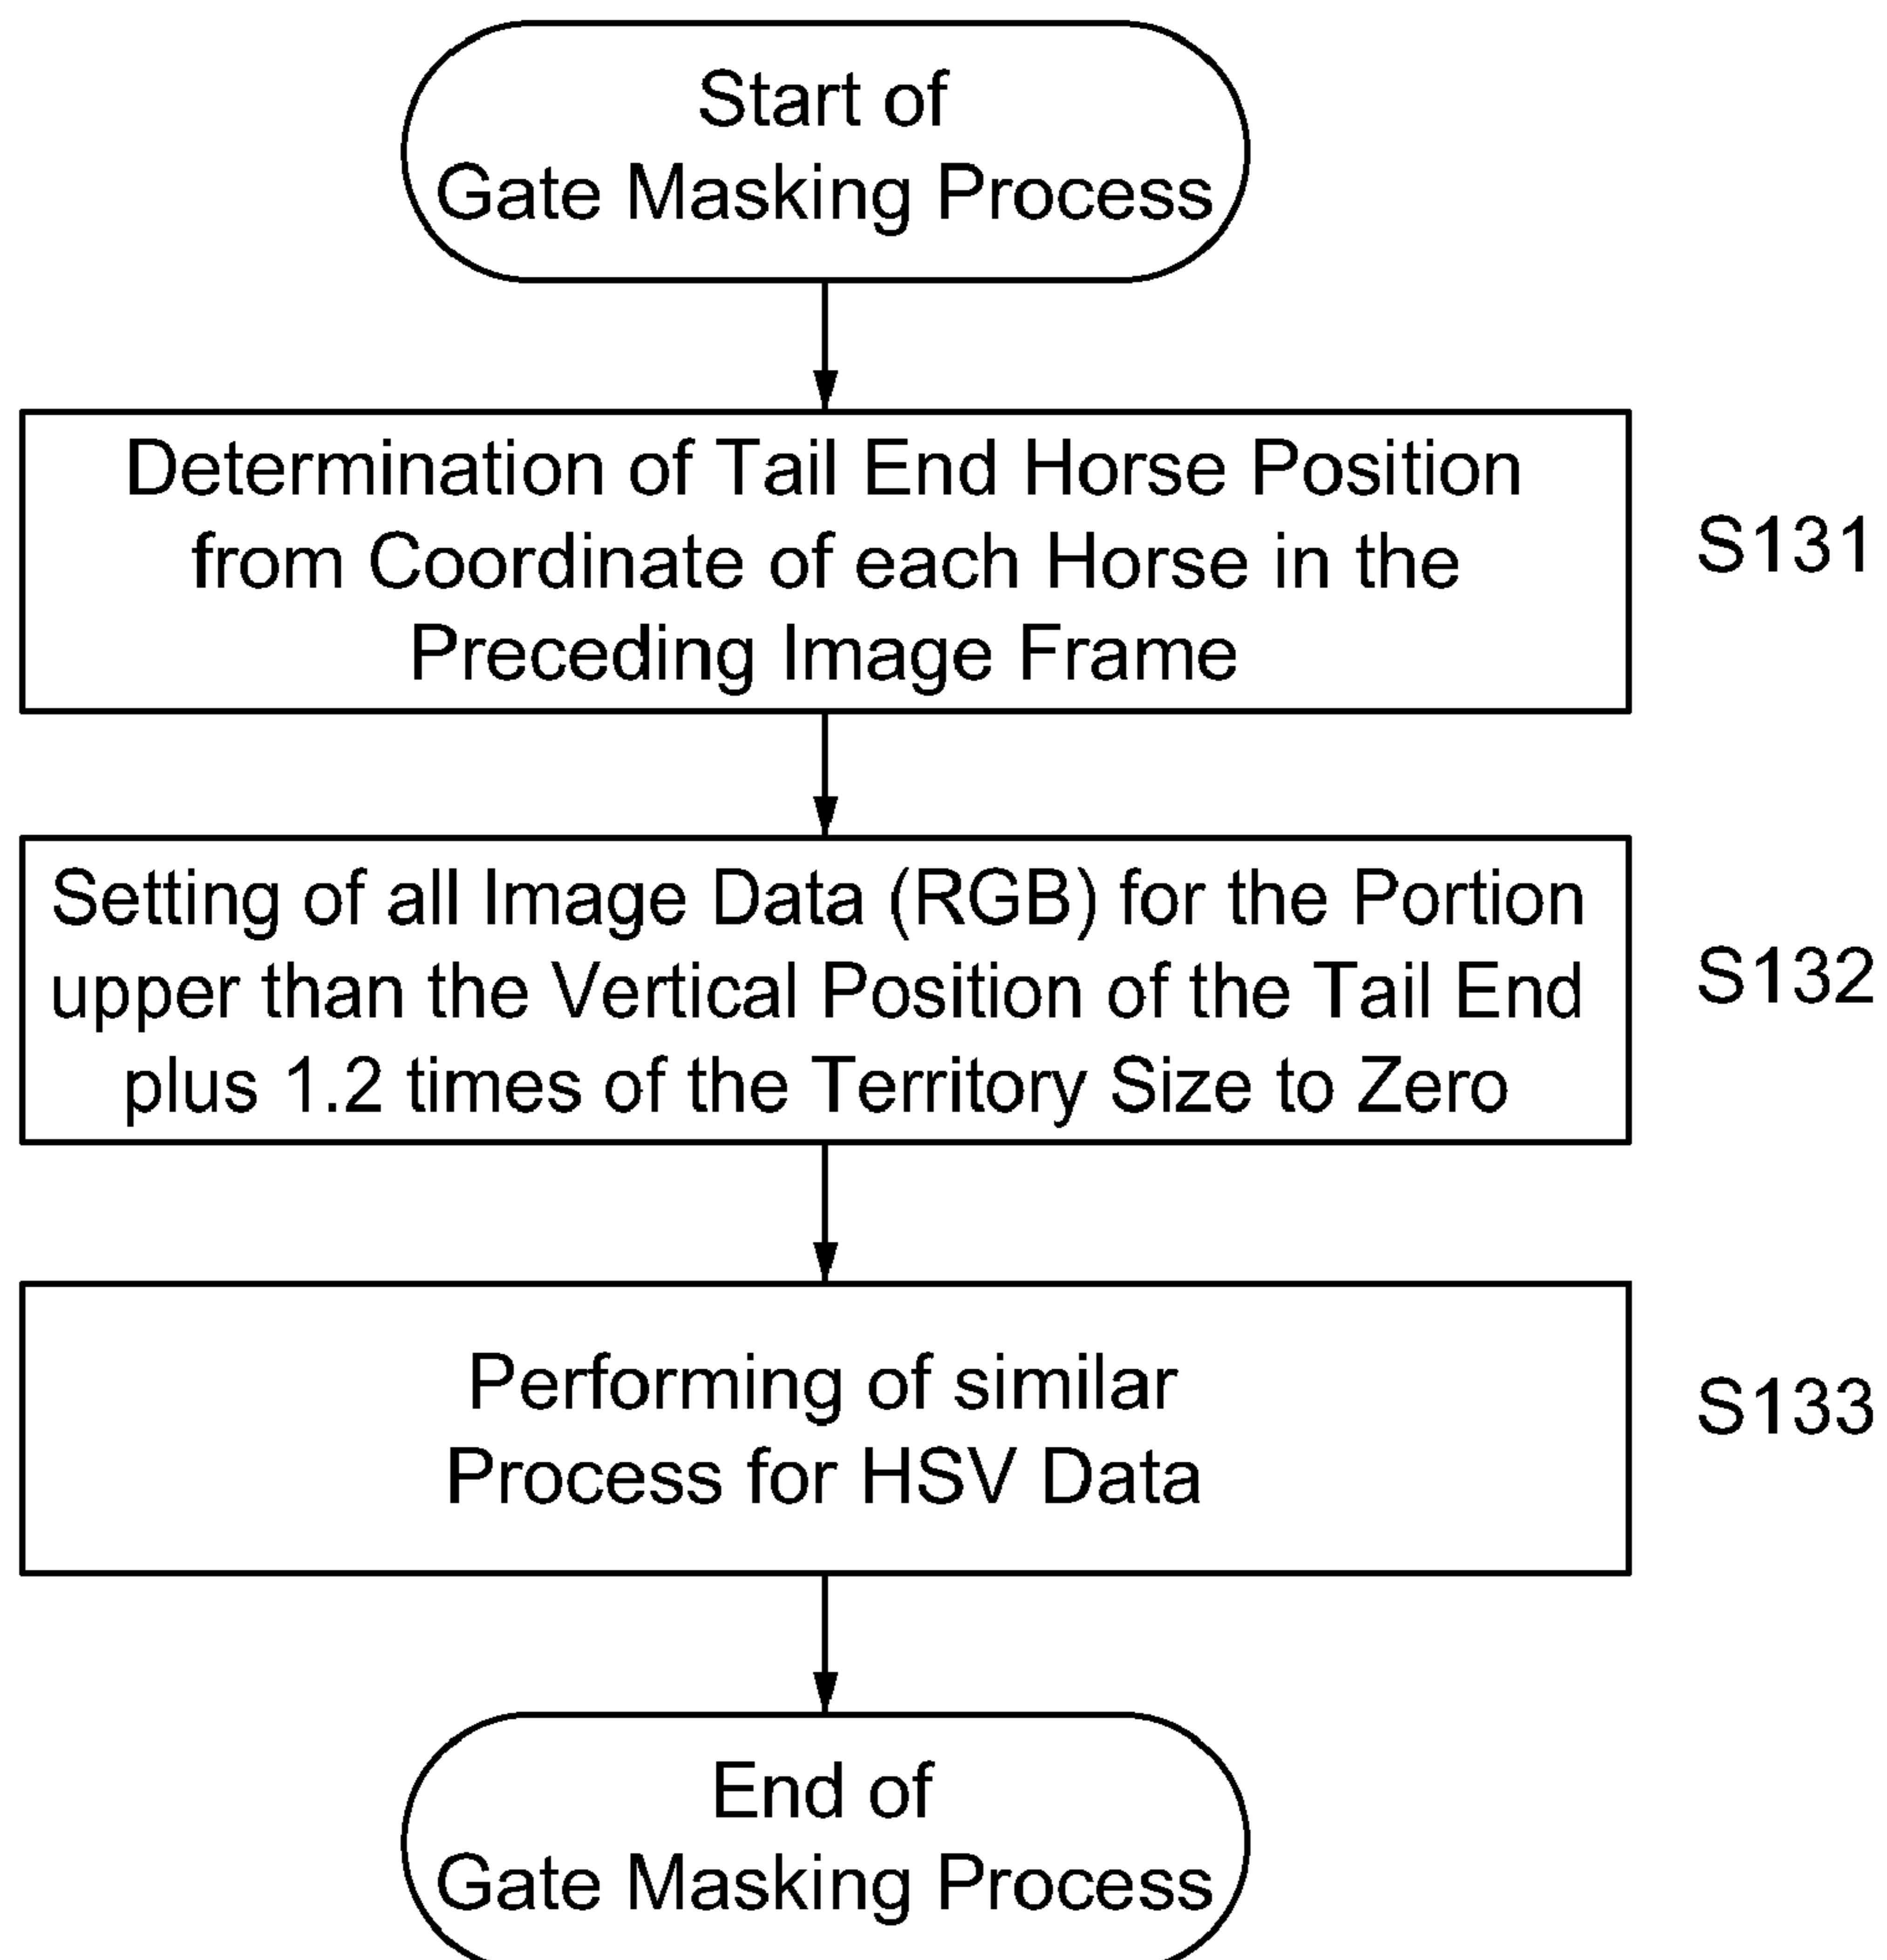 Start of
Gate Masking Process
Determination of Tail End Horse Position
from Coordinate of each Horse in the
Preceding Image Frame
S131
Setting of all Image Data (RGB) for the Portion
upper than the Vertical Position of the Tail End
plus 1.2 times of the Territory Size to Zero
S132
Performing of similar
Process for HSV Data
S133
End of
Gate Masking Process